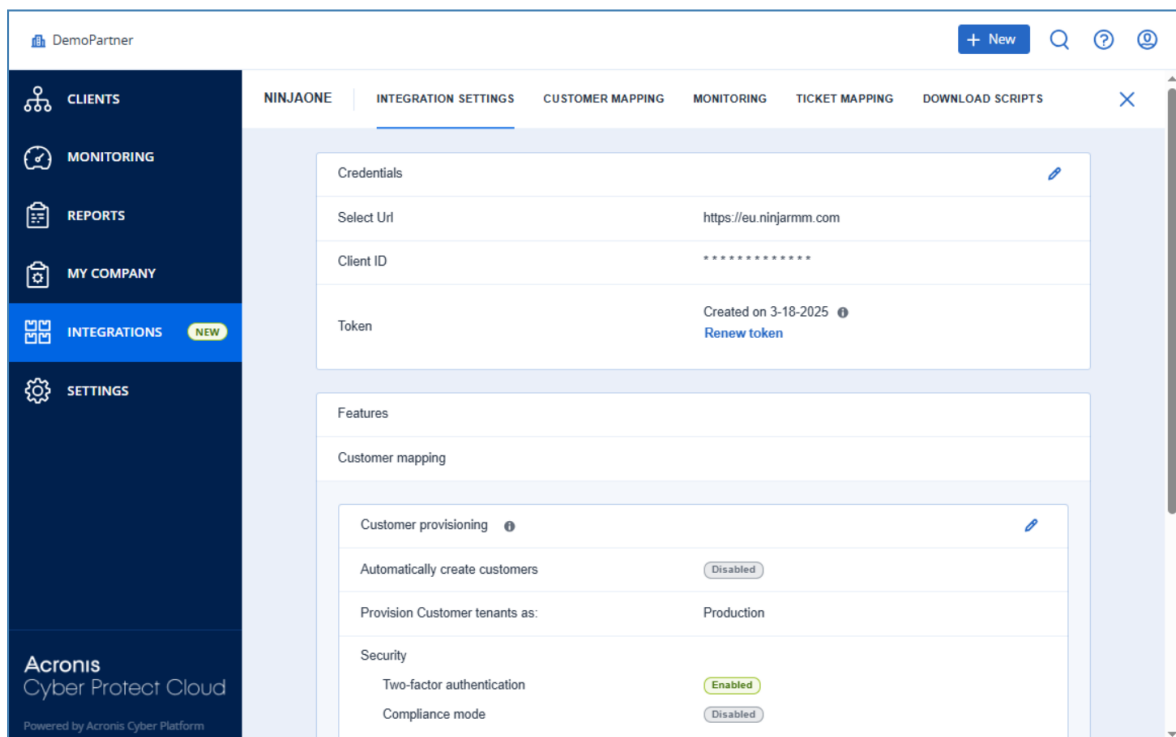 DemoPartner
+ New
CLIENTS
MONITORING
REPORTS
MY COMPANY
INTEGRATIONS NEW
SETTINGS
Acronis
Cyber Protect Cloud
Powered by Acronis Cyber Platform
NINJAONE
INTEGRATION SETTINGS
CUSTOMER MAPPING
MONITORING
TICKET MAPPING
DOWNLOAD SCRIPTS
Credentials
Select Url https://eu.ninjarmm.com
Client ID * * * * * * * * * * * * *
Token Created on 3-18-2025
Renew token
Features
Customer mapping
Customer provisioning
Automatically create customers Disabled
Provision Customer tenants as: Production
Security
Two-factor authentication Enabled
Compliance mode Disabled